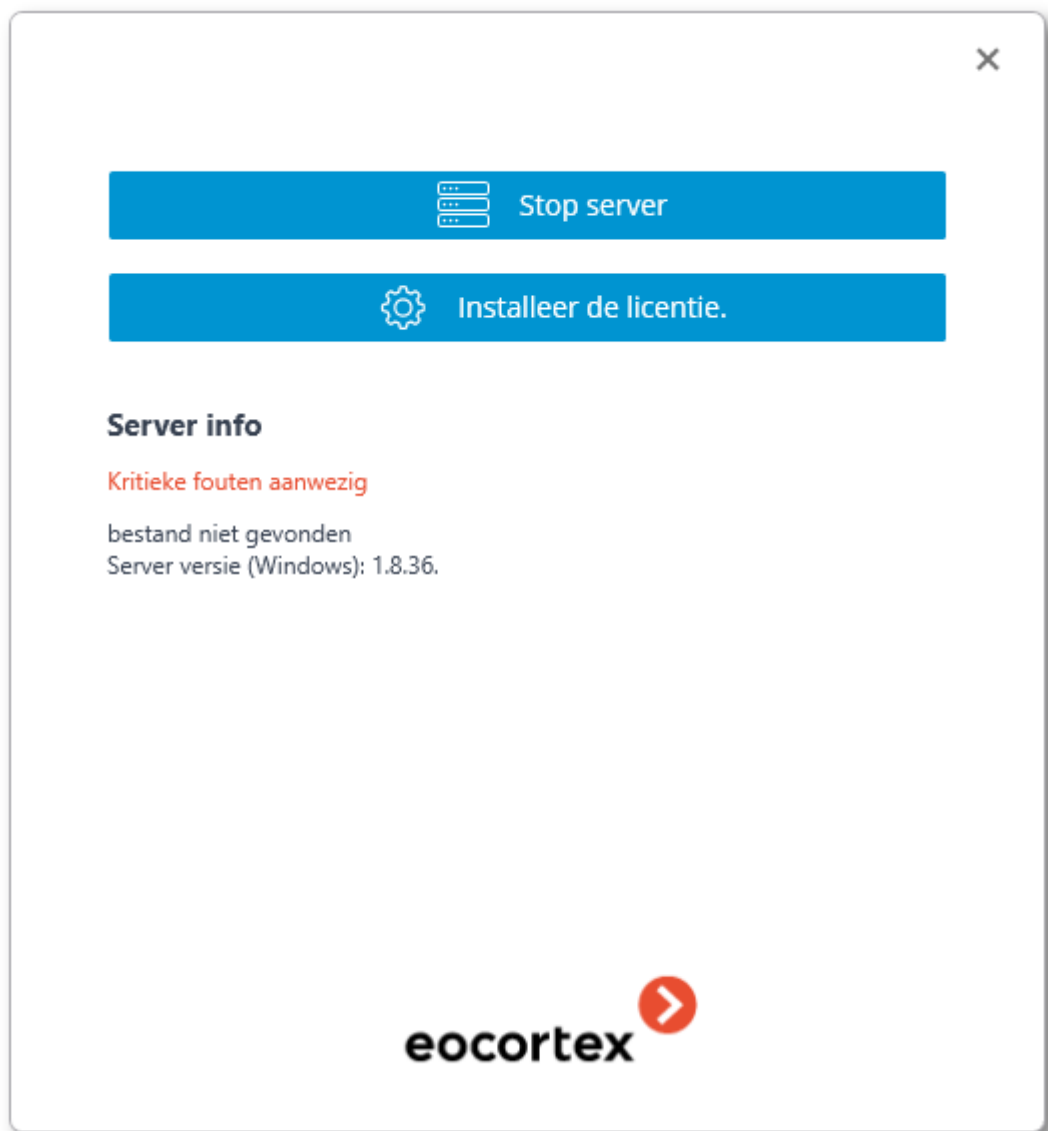 Stop server
Installeer de licentie.
Server info
Kritieke fouten aanwezig
bestand niet gevonden
Server versie (Windows): 1.8.36.
eocortex